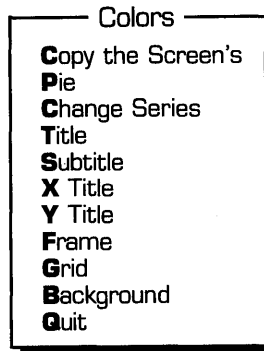 Colors
Copy the Screen's
Pie
Change Series
Title
Subtitle
X Title
Y Title
Frame
Grid
Background
Quit